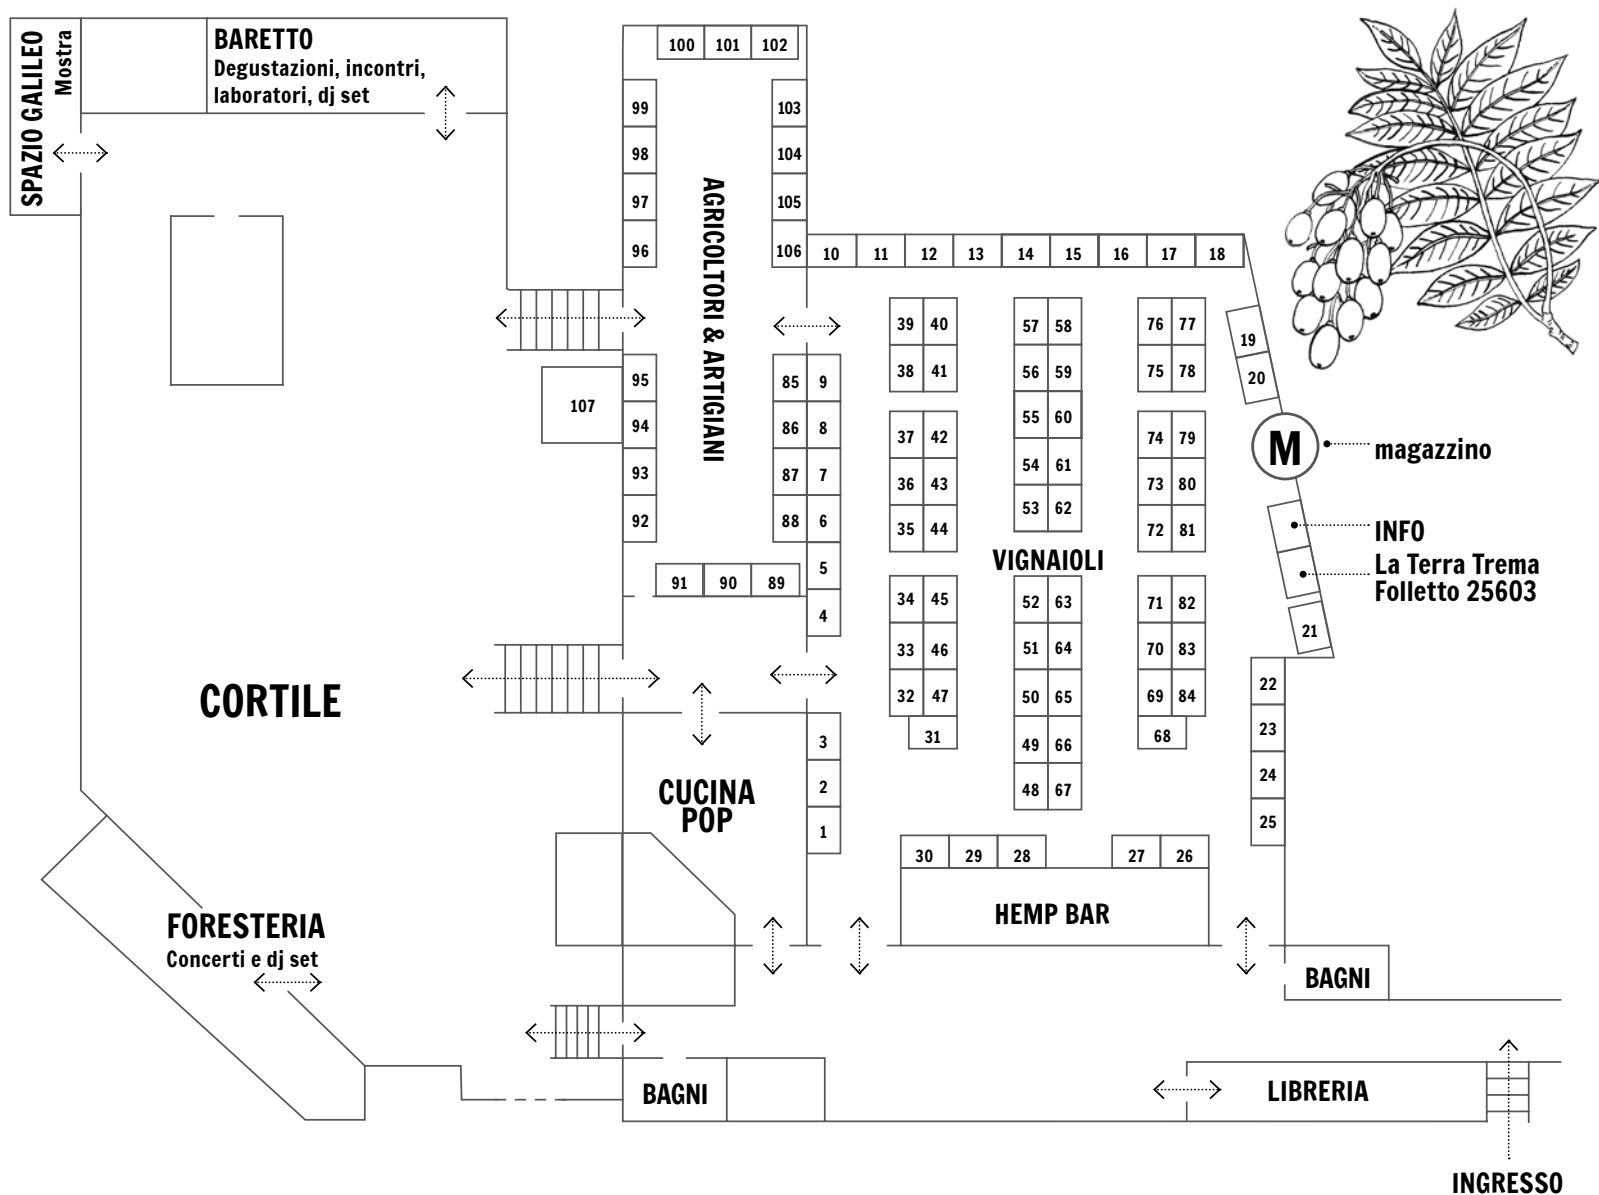 SPAZIO GALILEO
Mostra
BARETTO
Degustazioni, incontri,
laboratori, dj set
100 101 102
99
98
97
96
103
104
105
106
AGRICOLTORI & ARTIGIANI
10 11 12 13 14 15 16 17 18
95
94
93
92
107
85 9
86 8
87 7
88 6
5
4
91 90 89
39 40
38 41
37 42
36 43
35 44
34 45
33 46
32 47
31
57 58
56 59
55 60
54 61
53 62
VIGNAIOLI
52 63
51 64
50 65
49 66
48 67
76 77
75 78
74 79
73 80
72 81
71 82
70 83
69 84
68
19
20
M
magazzino
INFO
La Terra Trema
Folletto 25603
21
22
23
24
25
CORTILE
3
2
1
CUCINA
POP
30 29 28 27 26
HEMP BAR
FORESTERIA
Concerti e dj set
BAGNI
BAGNI
LIBRERIA
INGRESSO